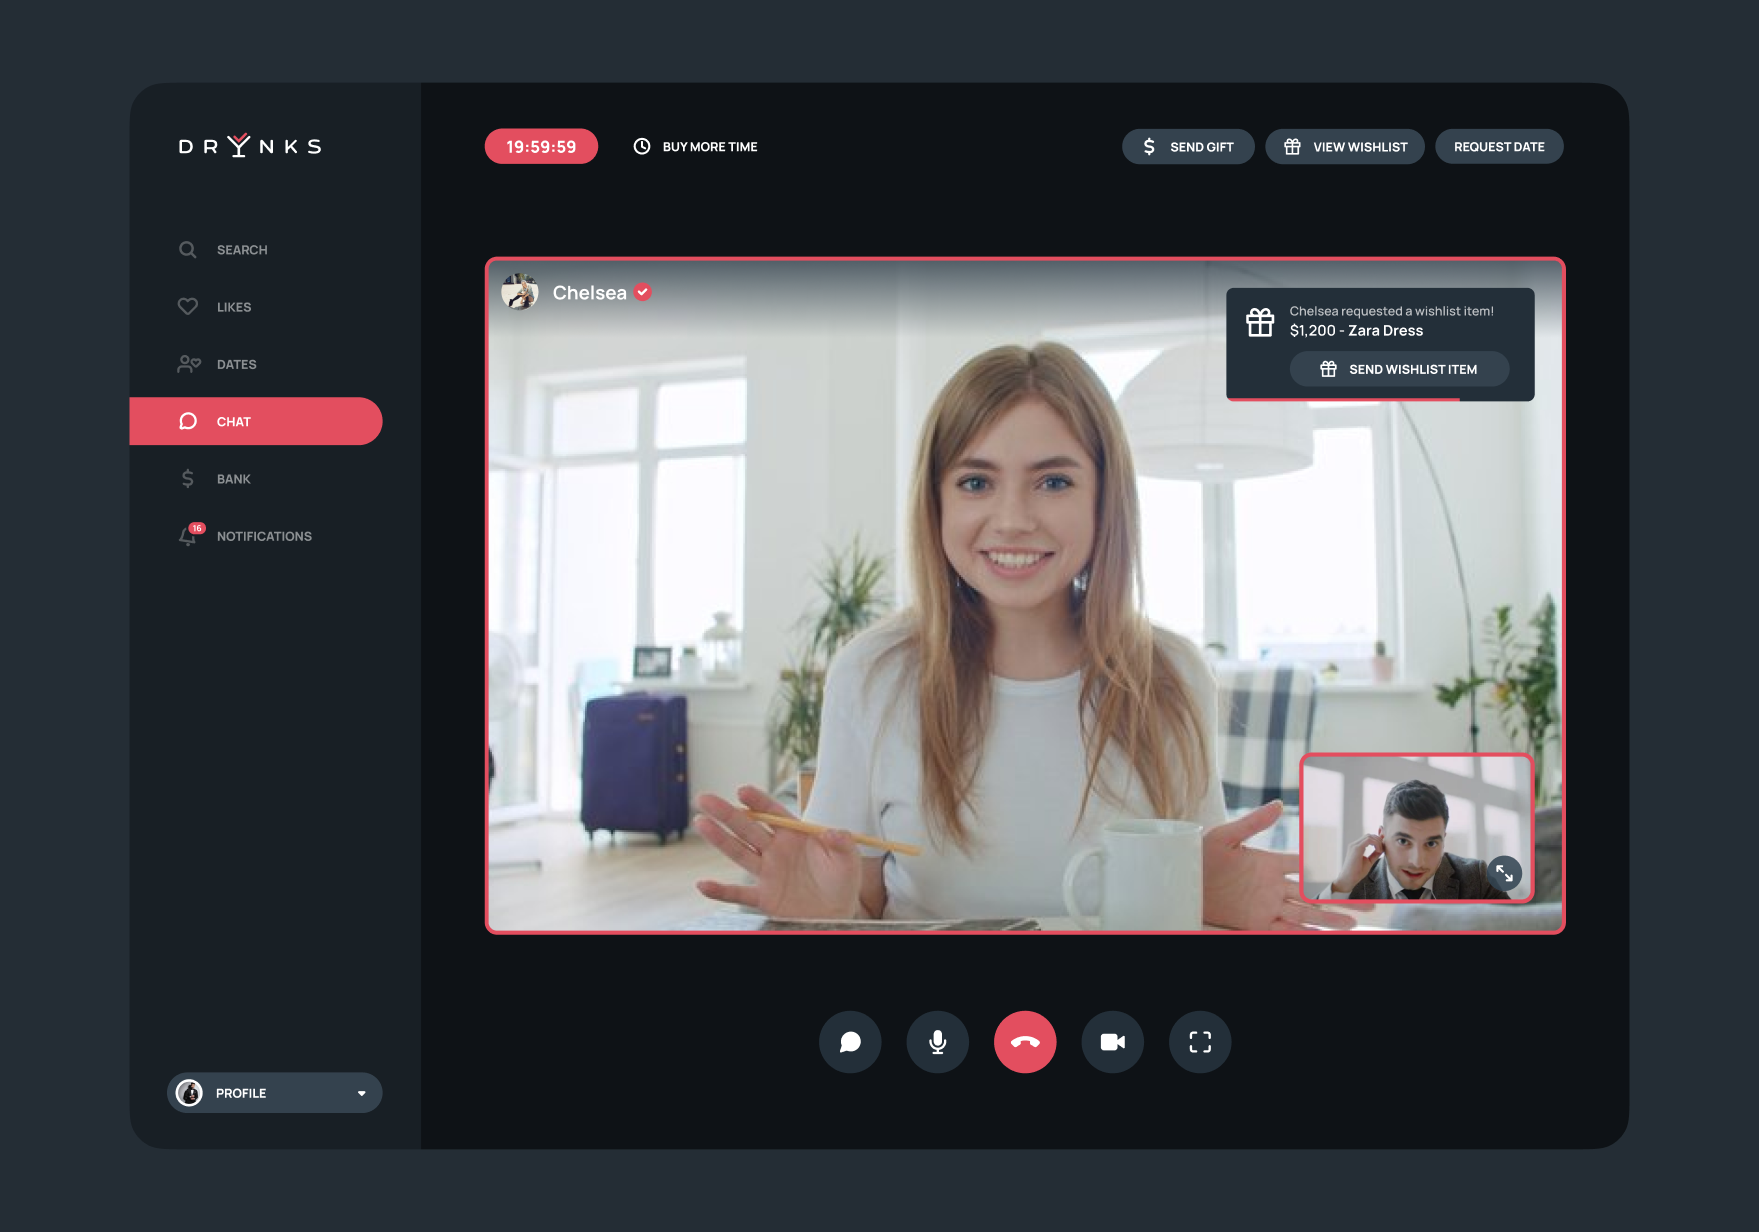 DRYNKS
SEARCH
LIKES
DATES
CHAT
BANK
16
NOTIFICATIONS
PROFILE
19:59:59
BUY MORE TIME
SEND GIFT
VIEW WISHLIST
REQUEST DATE
Chelsea
Chelsea requested a wishlist item!
$1,200 - Zara Dress
SEND WISHLIST ITEM